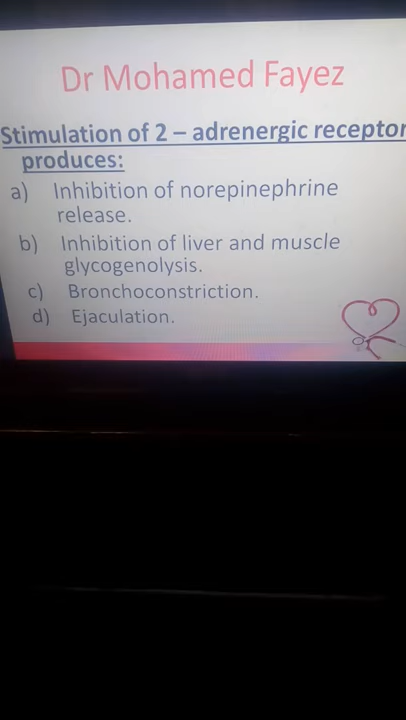 Dr Mohamed Fayez
Stimulation of 2 – adrenergic receptor
produces:
a) Inhibition of norepinephrine
release.
b) Inhibition of liver and muscle
glycogenolysis.
c) Bronchoconstriction.
d) Ejaculation.